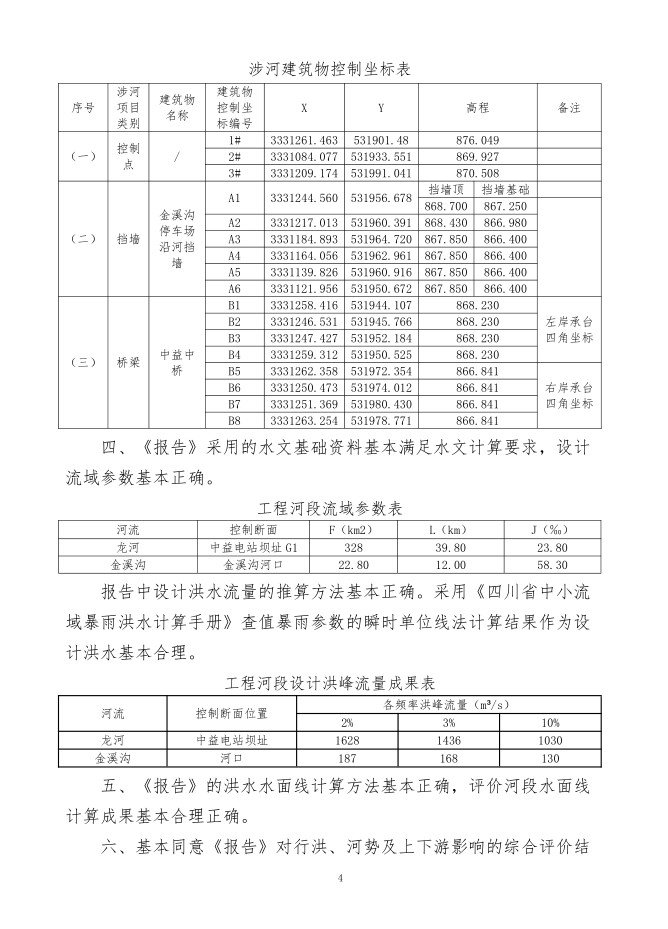 涉河建筑物控制坐标表
序号 涉河项目类别 建筑物名称 建筑物控制坐标编号 X Y 高程 备注
（一） 控制点 / 1# 3331261.463 531901.48 876.049
2# 3331084.077 531933.551 869.927
3# 3331209.174 531991.041 870.508
（二） 挡墙 金溪沟停车场沿河挡墙 A1 3331244.560 531956.678 挡墙顶 挡墙基础
868.700 867.250
A2 3331217.013 531960.391 868.430 866.980
A3 3331184.893 531964.720 867.850 866.400
A4 3331164.056 531962.961 867.850 866.400
A5 3331139.826 531960.916 867.850 866.400
A6 3331121.956 531950.672 867.850 866.400
（三） 桥梁 中益中桥 B1 3331258.416 531944.107 868.230 左岸承台四角坐标
B2 3331246.531 531945.766 868.230
B3 3331247.427 531952.184 868.230
B4 3331259.312 531950.525 868.230
B5 3331262.358 531972.354 866.841 右岸承台四角坐标
B6 3331250.473 531974.012 866.841
B7 3331251.369 531980.430 866.841
B8 3331263.254 531978.771 866.841
四、《报告》采用的水文基础资料基本满足水文计算要求，设计
流域参数基本正确。
工程河段流域参数表
河流 控制断面 F（km2） L（km） J（‰）
龙河 中益电站坝址 G1 328 39.80 23.80
金溪沟 金溪沟河口 22.80 12.00 58.30
报告中设计洪水流量的推算方法基本正确。采用《四川省中小流
域暴雨洪水计算手册》查值暴雨参数的瞬时单位线法计算结果作为设
计洪水基本合理。
工程河段设计洪峰流量成果表
河流 控制断面位置 各频率洪峰流量（m³/s）
2% 3% 10%
龙河 中益电站坝址 1628 1436 1030
金溪沟 河口 187 168 130
五、《报告》的洪水水面线计算方法基本正确，评价河段水面线
计算成果基本合理正确。
六、基本同意《报告》对行洪、河势及上下游影响的综合评价结
4